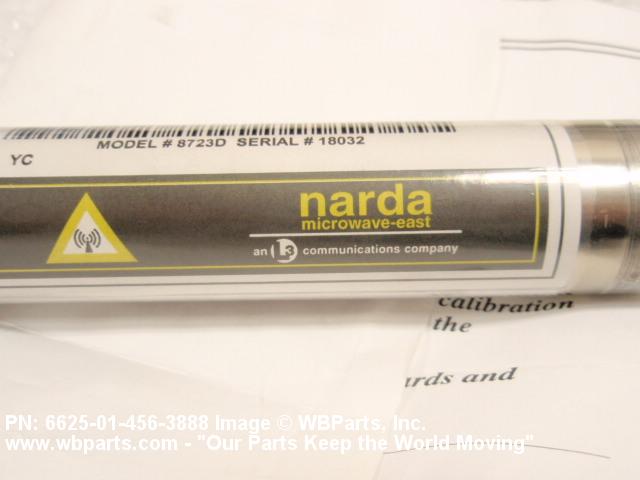 MODEL # 8723D SERIAL # 18032
YC
narda
microwave-east
an L3 communications company
calibration
the
ards and
PN: 6625-01-456-3888 Image © WBParts, Inc.
www.wbparts.com - "Our Parts Keep the World Moving"